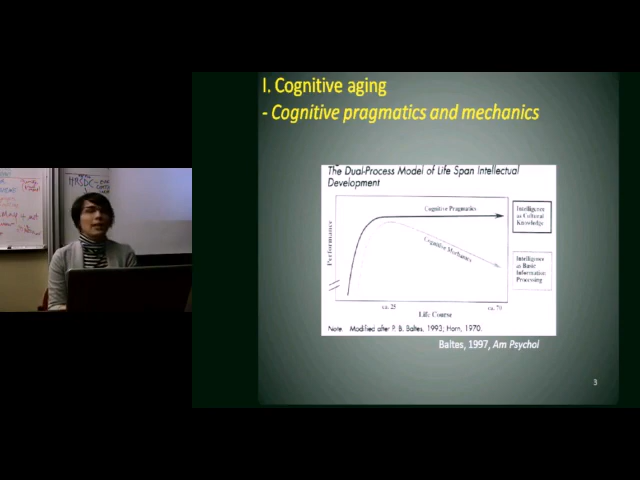 I. Cognitive aging
- Cognitive pragmatics and mechanics
The Dual-Process Model of Life Span Intellectual
Development
Cognitive Pragmatics
Intelligence
as Cultural
Knowledge
Performance
Cognitive Mechanics
Intelligence
as Basic
Information
Processing
ca. 25
ca. 70
Life Course
Note. Modified after P. B. Baltes, 1993; Horn, 1970.
Baltes, 1997, Am Psychol
3
HRSDC